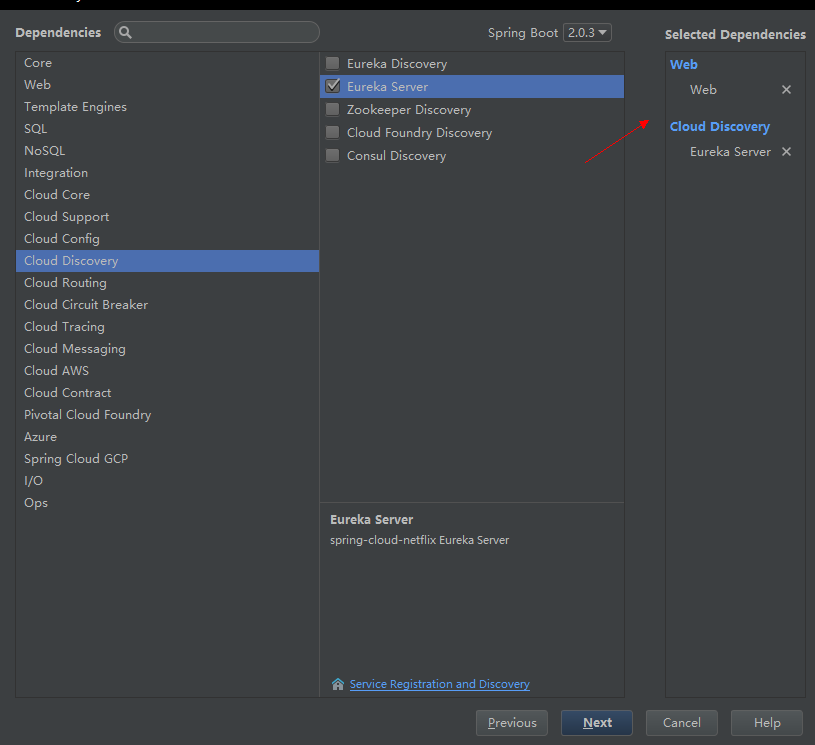 Dependencies
Spring Boot 2.0.3
Selected Dependencies
Core
Web
Template Engines
SQL
NoSQL
Integration
Cloud Core
Cloud Support
Cloud Config
Cloud Discovery
Cloud Routing
Cloud Circuit Breaker
Cloud Tracing
Cloud Messaging
Cloud AWS
Cloud Contract
Pivotal Cloud Foundry
Azure
Spring Cloud GCP
I/O
Ops
Eureka Discovery
Eureka Server
Zookeeper Discovery
Cloud Foundry Discovery
Consul Discovery
Eureka Server
spring-cloud-netflix Eureka Server
Service Registration and Discovery
Web
Web
Cloud Discovery
Eureka Server
Previous
Next
Cancel
Help